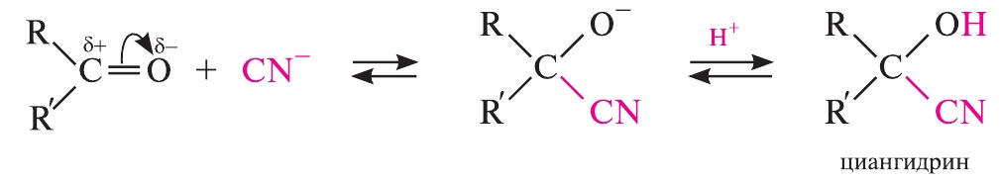 R R′ C δ+ O δ− + CN− R R′ C O− CN H+ R R′ C OH CN
циангидрин